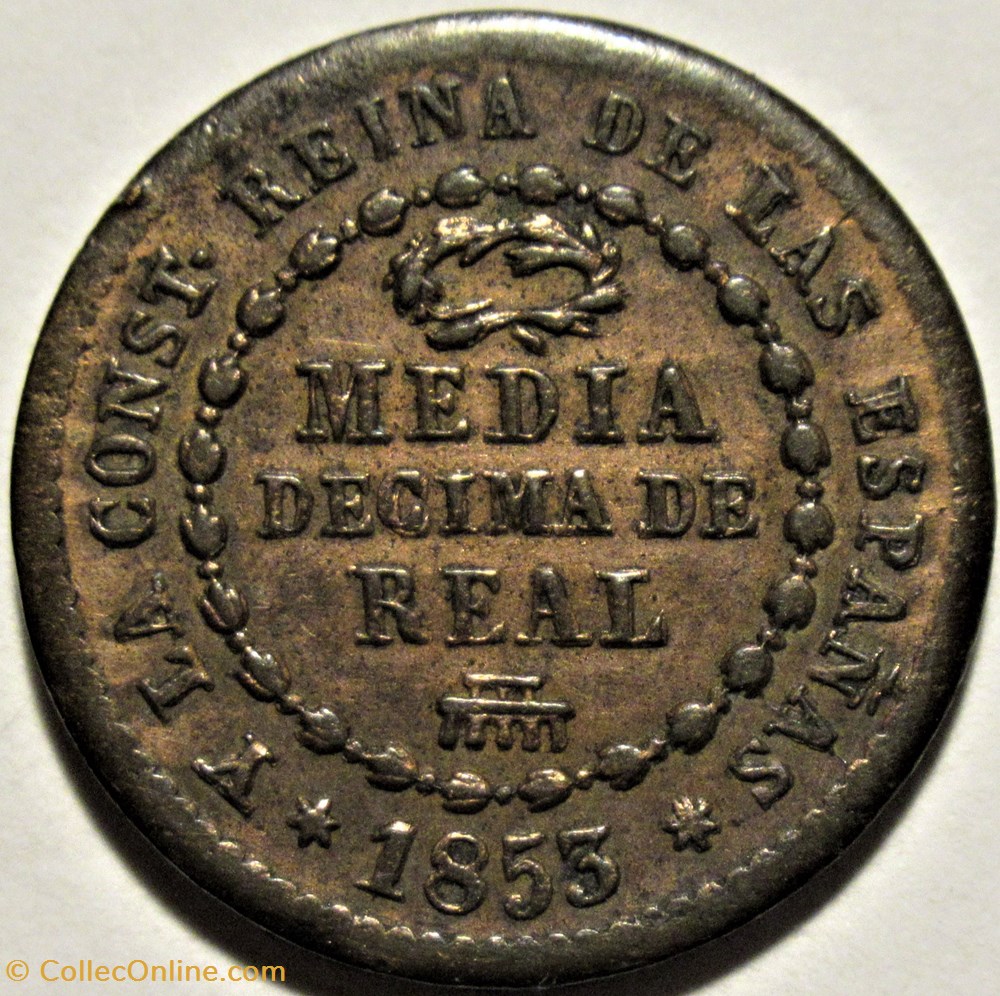 Y LA CONST. REINA DE LAS ESPAÑAS
MEDIA
DECIMA DE
REAL
* 1853 *
© CollecOnline.com